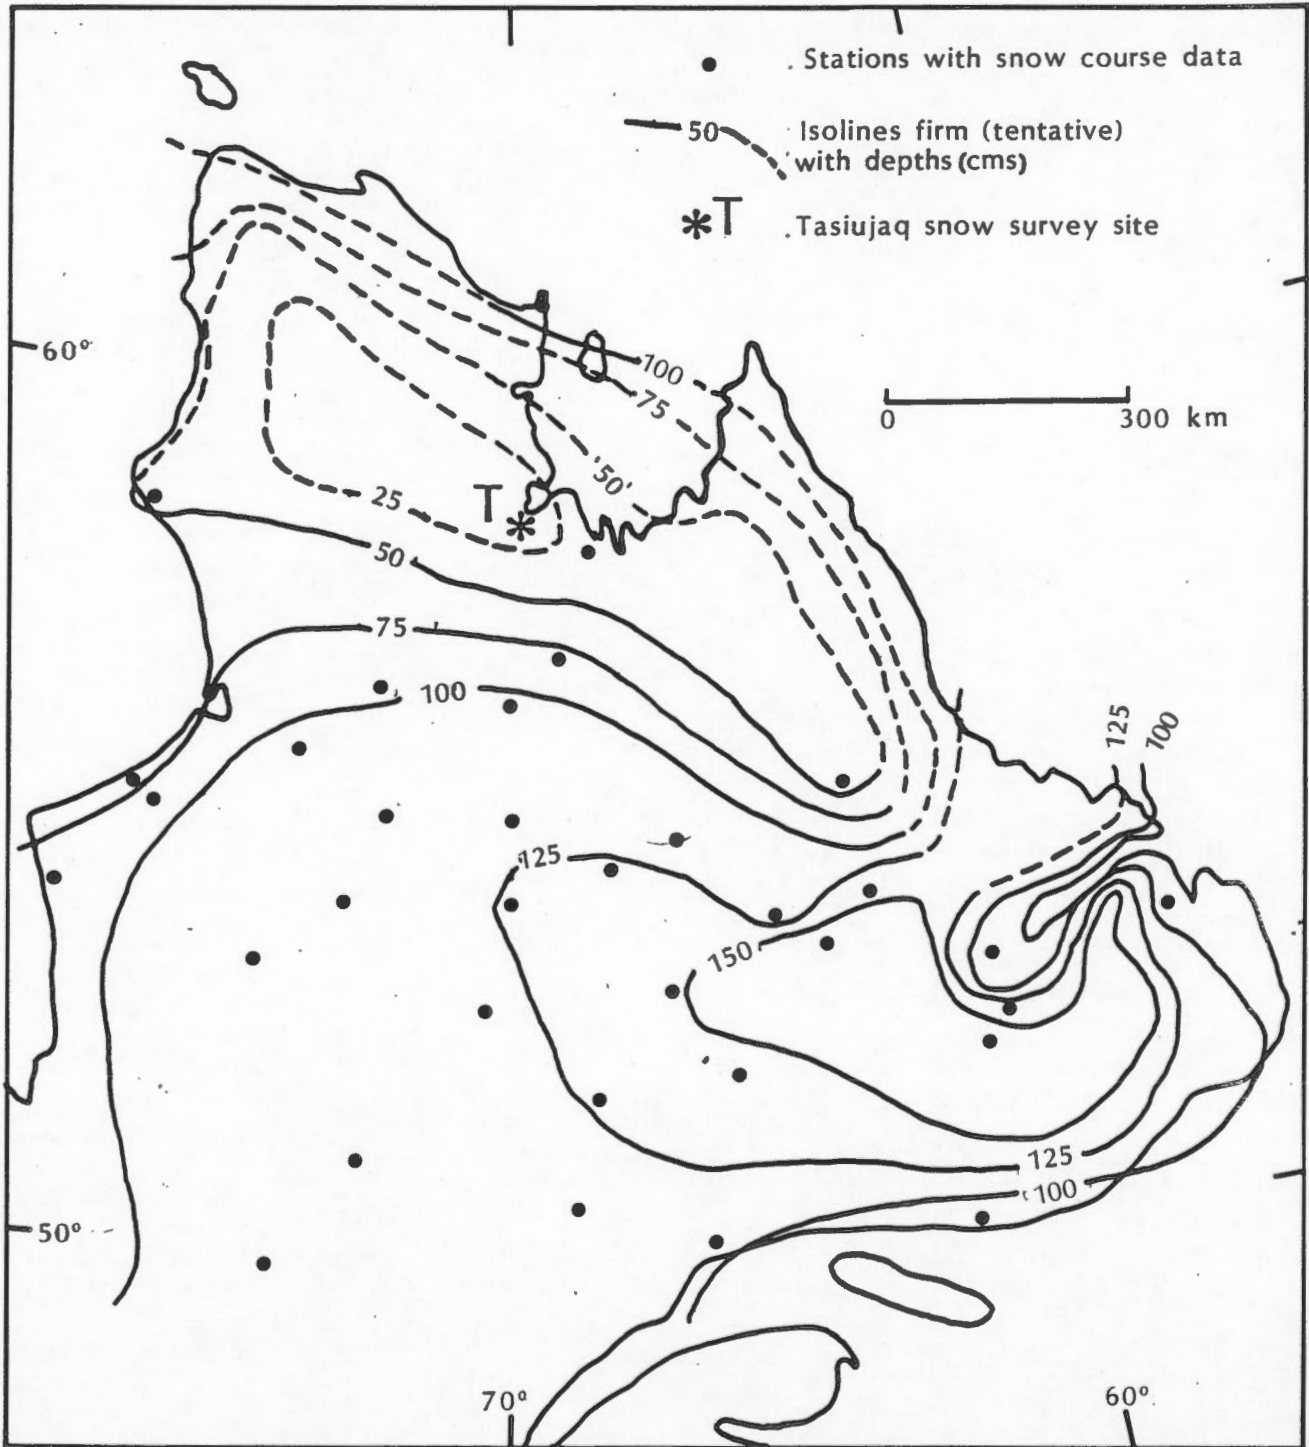 . Stations with snow course data
50
Isolines firm (tentative)
with depths (cms)
*T
. Tasiujaq snow survey site
60°
100
75
0
300 km
50
25
T
*
50
75
100
125
100
125
150
125
100
50°
70°
60°